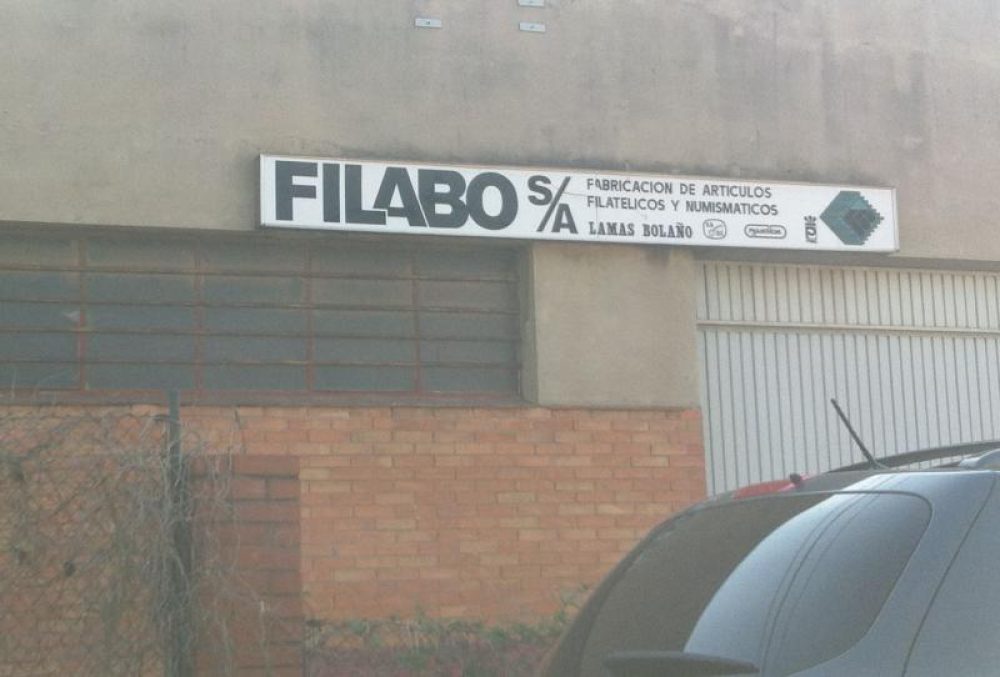 FILABO S/A
FABRICACION DE ARTICULOS
FILATELICOS Y NUMISMATICOS
LAMAS BOLAÑO